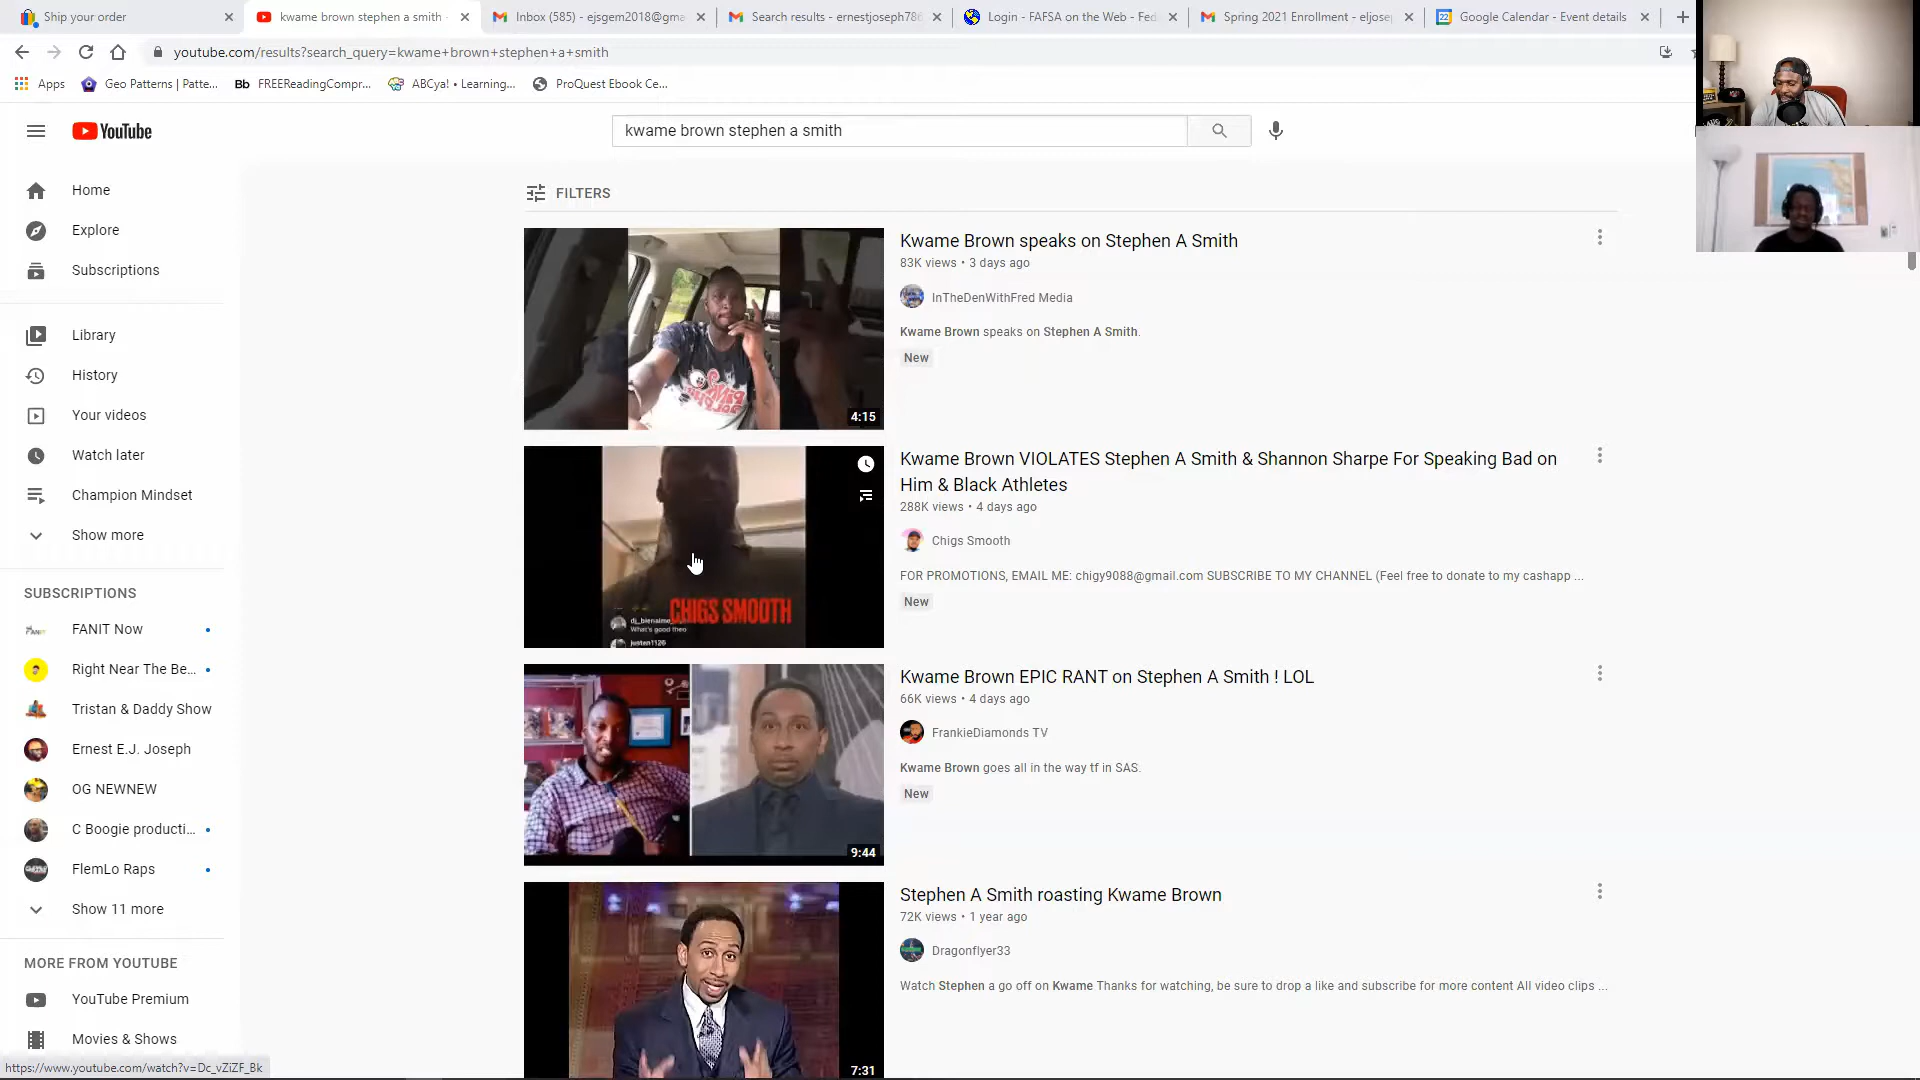 Ship your order
kwame brown stephen a smith -
Inbox (585) - ejsgem2018@gma
Search results - ernestjoseph786
Login - FAFSA on the Web - Fed
Spring 2021 Enrollment - eljose
Google Calendar - Event details
youtube.com/results?search_query=kwame+brown+stephen+a+smith
Apps
Geo Patterns | Patte...
Bb FREEReadingCompr...
ABCya! • Learning...
ProQuest Ebook Ce...
YouTube
kwame brown stephen a smith
Home
Explore
Subscriptions
Library
History
Your videos
Watch later
Champion Mindset
Show more
SUBSCRIPTIONS
FANIT Now
Right Near The Be...
Tristan & Daddy Show
Ernest E.J. Joseph
OG NEWNEW
C Boogie producti...
FlemLo Raps
Show 11 more
MORE FROM YOUTUBE
YouTube Premium
Movies & Shows
https://www.youtube.com/watch?v=Dc_vZiZF_Bk
FILTERS
4:15
Kwame Brown speaks on Stephen A Smith
83K views • 3 days ago
InTheDenWithFred Media
Kwame Brown speaks on Stephen A Smith.
New
CHIGS SMOOTH
dj_bienaime
What's good theo
justen1126
Kwame Brown VIOLATES Stephen A Smith & Shannon Sharpe For Speaking Bad on
Him & Black Athletes
288K views • 4 days ago
Chigs Smooth
FOR PROMOTIONS, EMAIL ME: chigy9088@gmail.com SUBSCRIBE TO MY CHANNEL (Feel free to donate to my cashapp ...
New
9:44
Kwame Brown EPIC RANT on Stephen A Smith ! LOL
66K views • 4 days ago
FrankieDiamonds TV
Kwame Brown goes all in the way tf in SAS.
New
7:31
Stephen A Smith roasting Kwame Brown
72K views • 1 year ago
Dragonflyer33
Watch Stephen a go off on Kwame Thanks for watching, be sure to drop a like and subscribe for more content All video clips ...